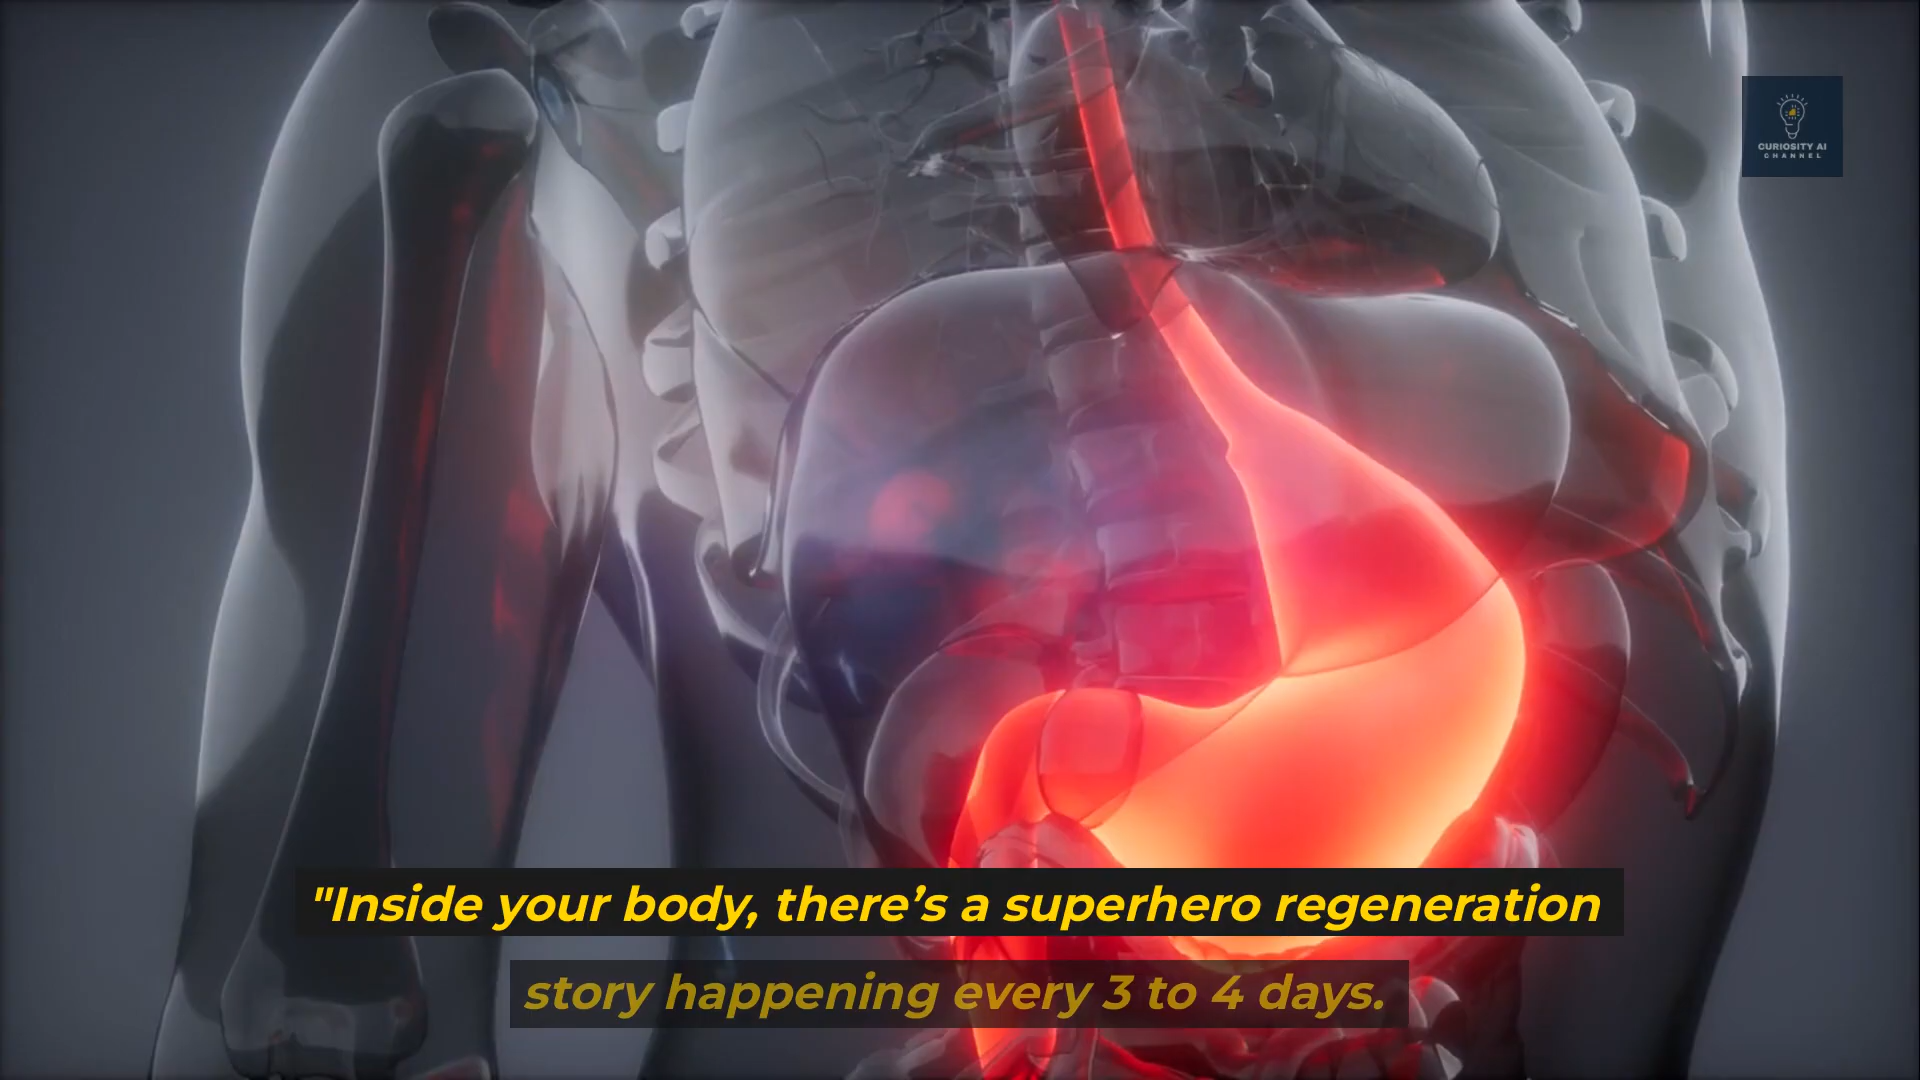 CURIOSITY AI
CHANNEL
"Inside your body, there’s a superhero regeneration
story happening every 3 to 4 days.